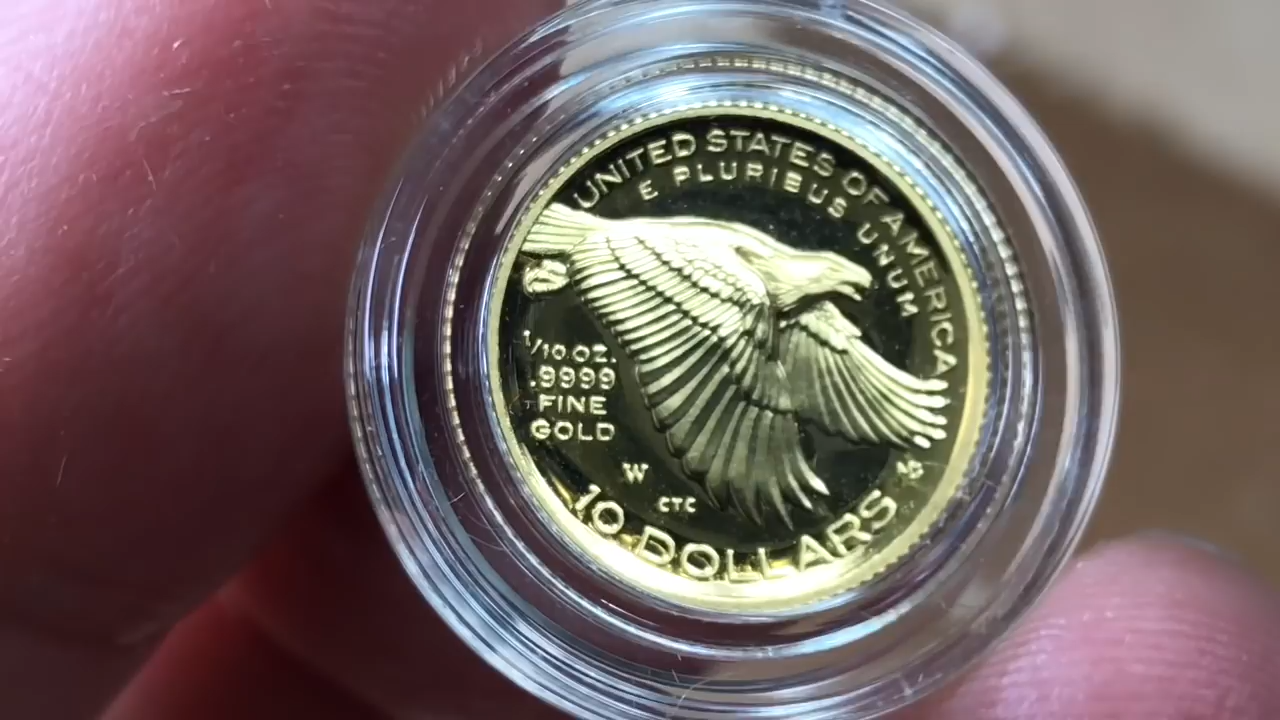 UNITED STATES OF AMERICA
E PLURIBUS UNUM
1/10 OZ.
.9999
FINE
GOLD
W
CTC
10 DOLLARS